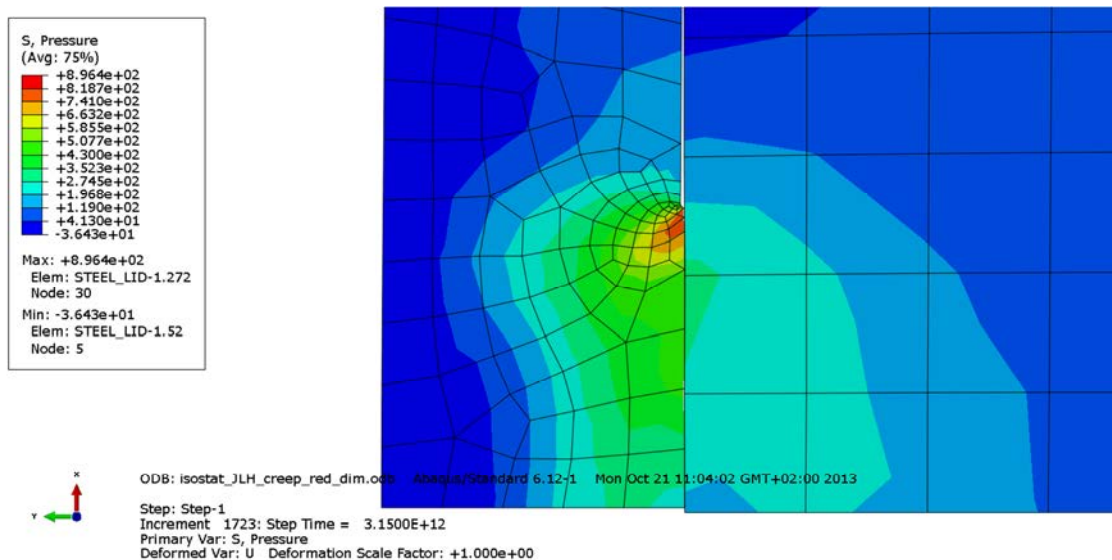 S, Pressure
(Avg: 75%)
+8.964e+02
+8.187e+02
+7.410e+02
+6.632e+02
+5.855e+02
+5.077e+02
+4.300e+02
+3.523e+02
+2.745e+02
+1.968e+02
+1.190e+02
+4.130e+01
-3.643e+01
Max: +8.964e+02
Elem: STEEL_LID-1.272
Node: 30
Min: -3.643e+01
Elem: STEEL_LID-1.52
Node: 5
X
Y
ODB: isostat_JLH_creep_red_dim.odb Abaqus/Standard 6.12-1 Mon Oct 21 11:04:02 GMT+02:00 2013
Step: Step-1
Increment 1723: Step Time = 3.1500E+12
Primary Var: S, Pressure
Deformed Var: U Deformation Scale Factor: +1.000e+00